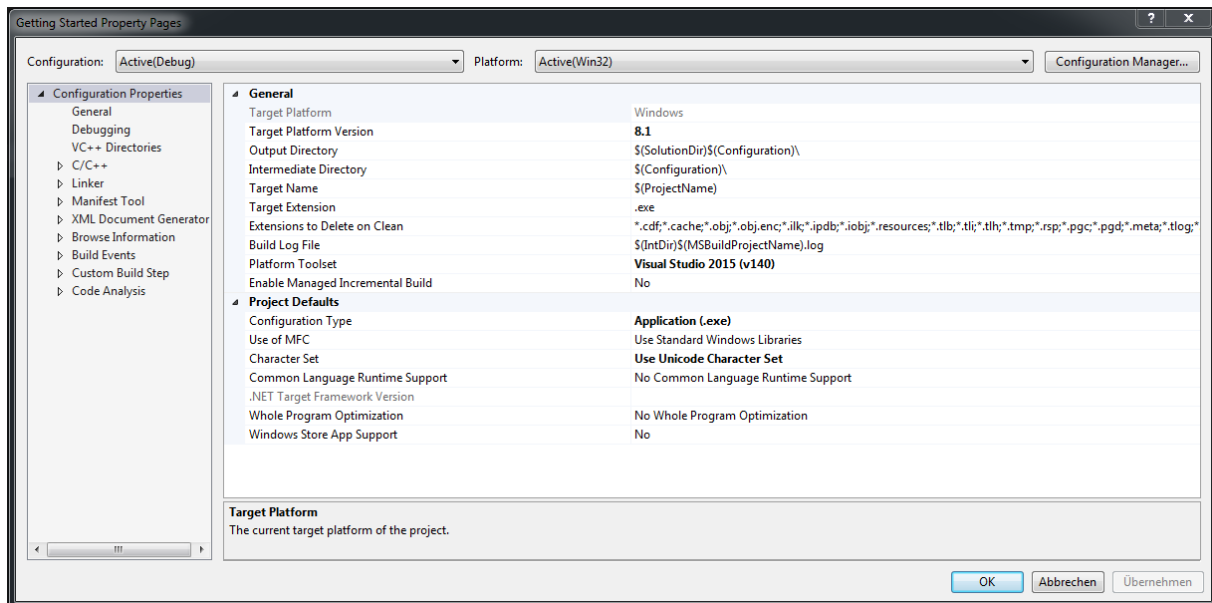 Getting Started Property Pages
Configuration: Active(Debug) Platform: Active(Win32) Configuration Manager...
Configuration Properties
General
Debugging
VC++ Directories
C/C++
Linker
Manifest Tool
XML Document Generator
Browse Information
Build Events
Custom Build Step
Code Analysis
General
Target Platform Windows
Target Platform Version 8.1
Output Directory $(SolutionDir)$(Configuration)\
Intermediate Directory $(Configuration)\
Target Name $(ProjectName)
Target Extension .exe
Extensions to Delete on Clean *.cdf;*.cache;*.obj;*.obj.enc;*.ilk;*.ipdb;*.iobj;*.resources;*.tlb;*.tli;*.tlh;*.tmp;*.rsp;*.pgc;*.pgd;*.meta;*.tlog;*
Build Log File $(IntDir)$(MSBuildProjectName).log
Platform Toolset Visual Studio 2015 (v140)
Enable Managed Incremental Build No
Project Defaults
Configuration Type Application (.exe)
Use of MFC Use Standard Windows Libraries
Character Set Use Unicode Character Set
Common Language Runtime Support No Common Language Runtime Support
.NET Target Framework Version
Whole Program Optimization No Whole Program Optimization
Windows Store App Support No
Target Platform
The current target platform of the project.
OK Abbrechen Übernehmen